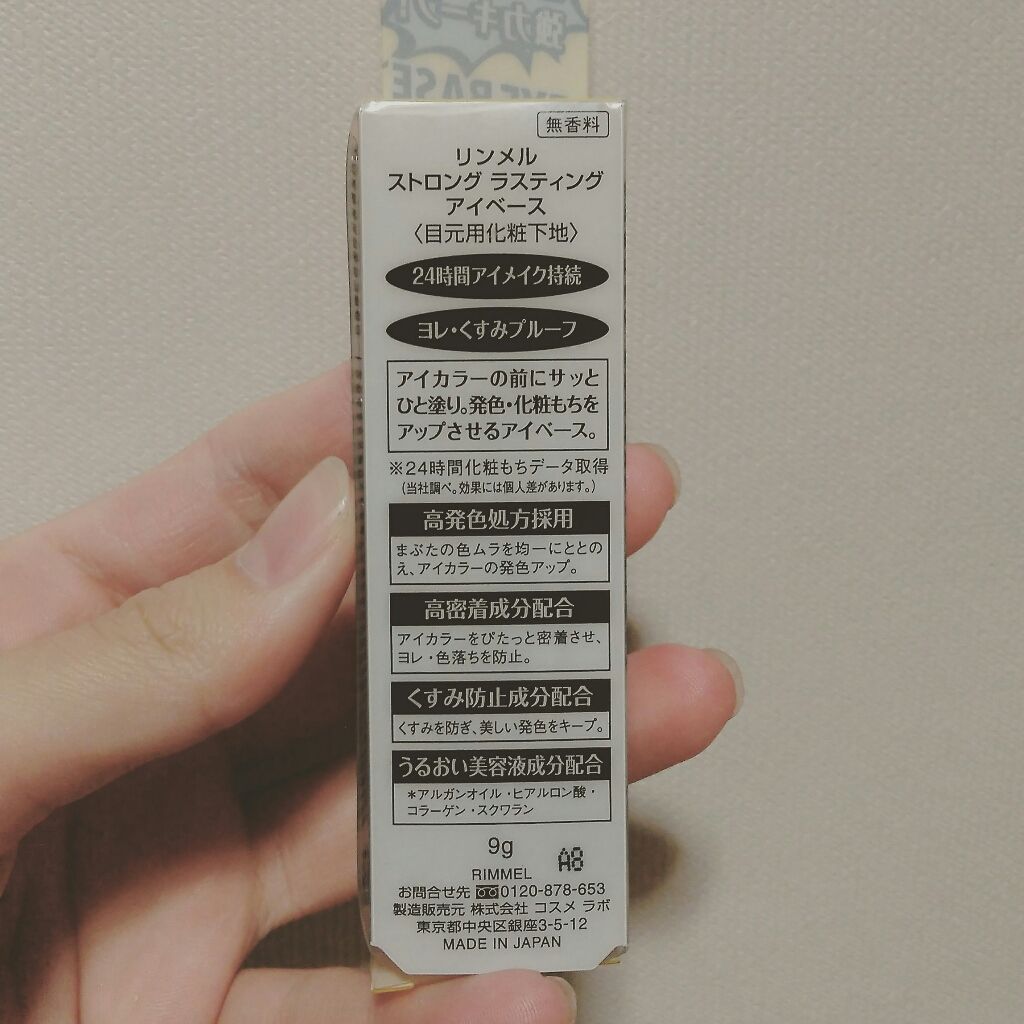 強力キープ!
EYE BASE
無香料
リンメル
ストロング ラスティング
アイベース
〈目元用化粧下地〉
24時間アイメイク持続
ヨレ・くすみプルーフ
アイカラーの前にサッと
ひと塗り。発色・化粧もちを
アップさせるアイベース。
※24時間化粧もちデータ取得
(当社調べ。効果には個人差があります。)
高発色処方採用
まぶたの色ムラを均一にととの
え、アイカラーの発色アップ。
高密着成分配合
アイカラーをぴたっと密着させ、
ヨレ・色落ちを防止。
くすみ防止成分配合
くすみを防ぎ、美しい発色をキープ。
うるおい美容液成分配合
*アルガンオイル・ヒアルロン酸・
コラーゲン・スクワラン
9g
A8
RIMMEL
お問合せ先 0120-878-653
製造販売元 株式会社 コスメ ラボ
東京都中央区銀座3-5-12
MADE IN JAPAN